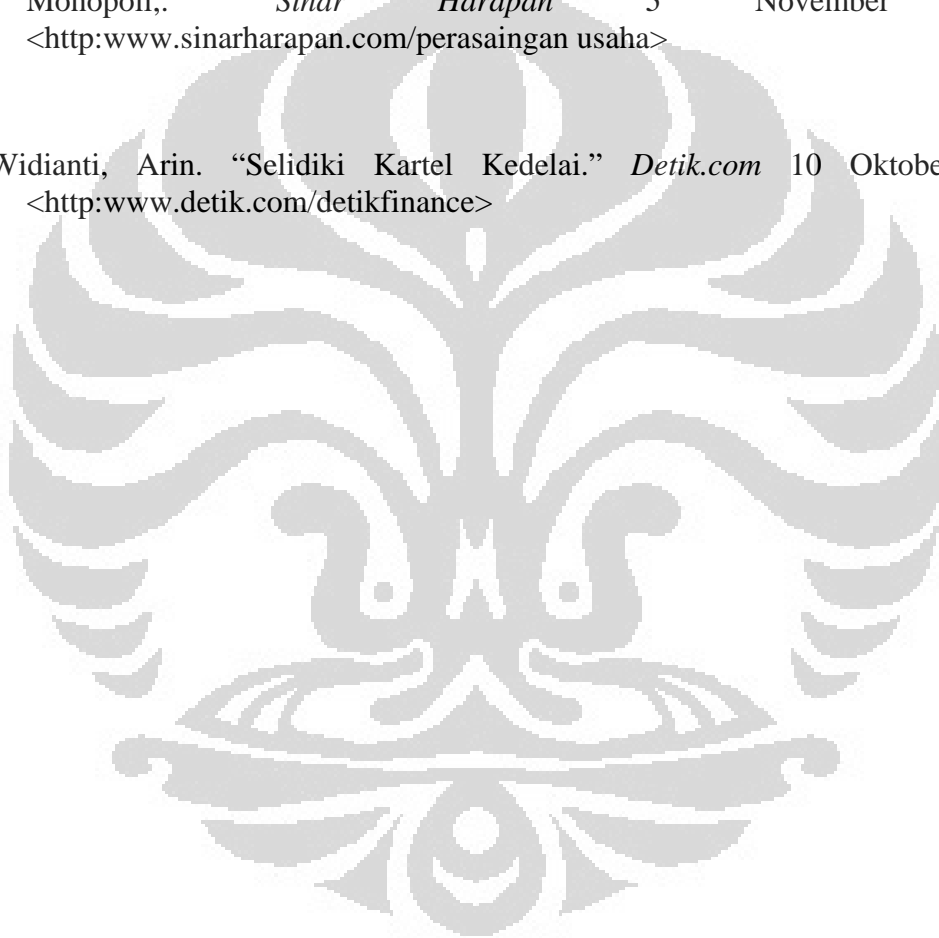 Monopoli,. Sinar Harapan 5 November
<http:www.sinarharapan.com/perasaingan usaha>
Widianti, Arin. “Selidiki Kartel Kedelai.” Detik.com 10 Oktobe
<http:www.detik.com/detikfinance>